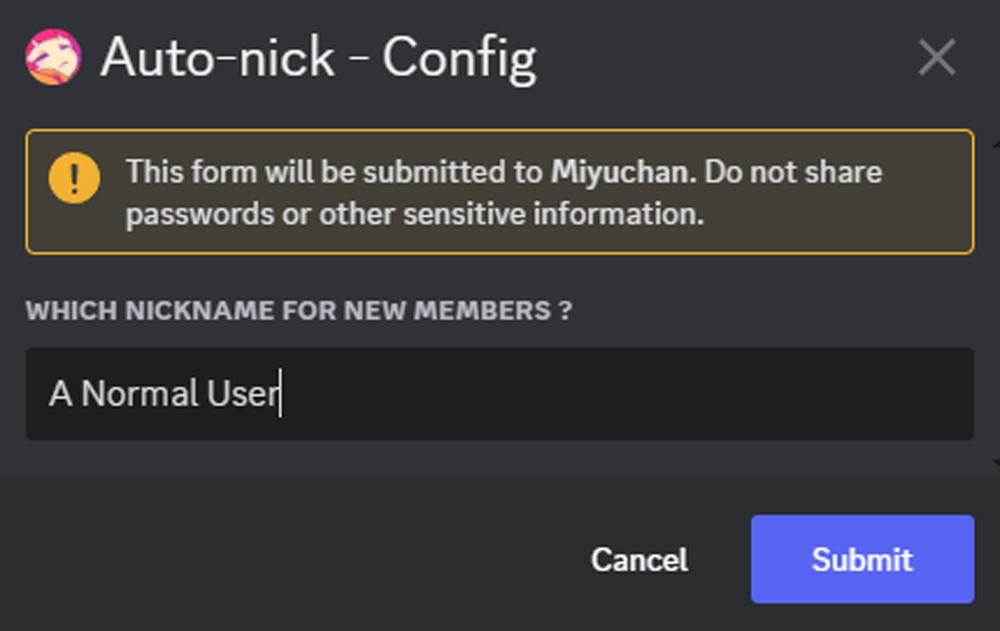 Auto-nick - Config
This form will be submitted to Miyuchan. Do not share
passwords or other sensitive information.
WHICH NICKNAME FOR NEW MEMBERS ?
A Normal User
Cancel
Submit